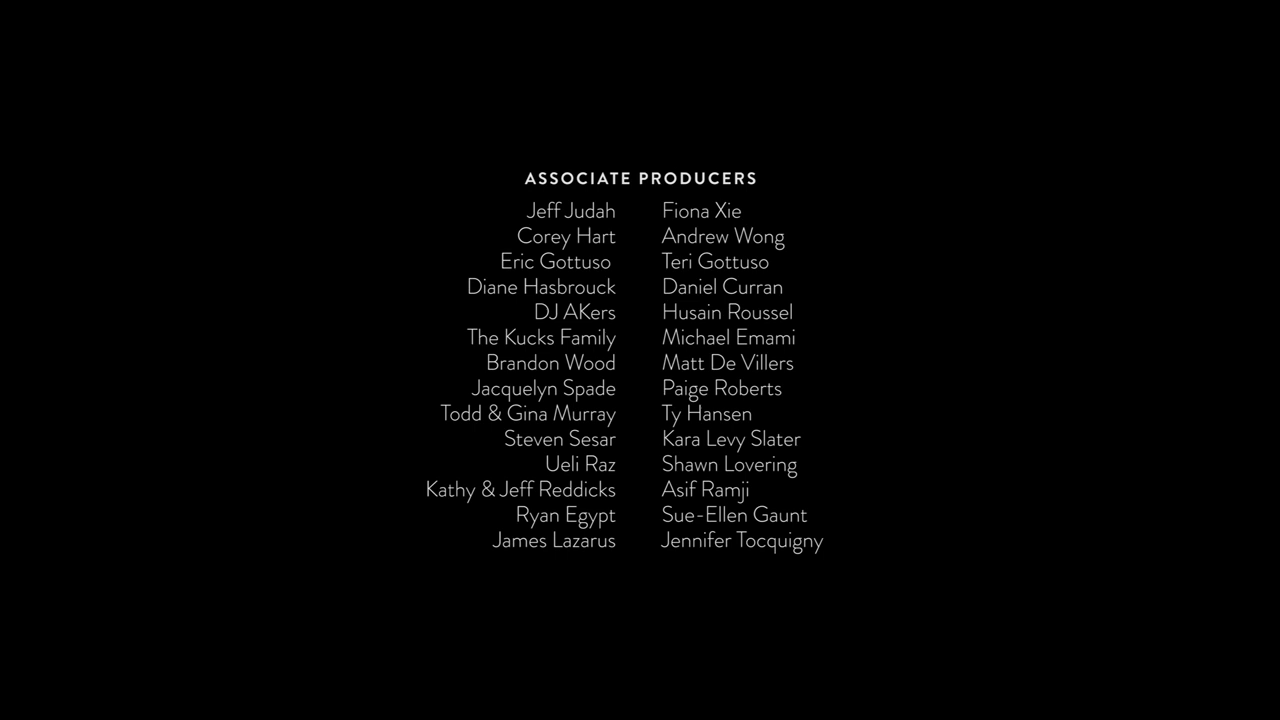 ASSOCIATE PRODUCERS
Jeff Judah Fiona Xie
Corey Hart Andrew Wong
Eric Gottuso Teri Gottuso
Diane Hasbrouck Daniel Curran
DJ AKers Husain Roussel
The Kucks Family Michael Emami
Brandon Wood Matt De Villers
Jacquelyn Spade Paige Roberts
Todd & Gina Murray Ty Hansen
Steven Sesar Kara Levy Slater
Ueli Raz Shawn Lovering
Kathy & Jeff Reddicks Asif Ramji
Ryan Egypt Sue-Ellen Gaunt
James Lazarus Jennifer Tocquigny